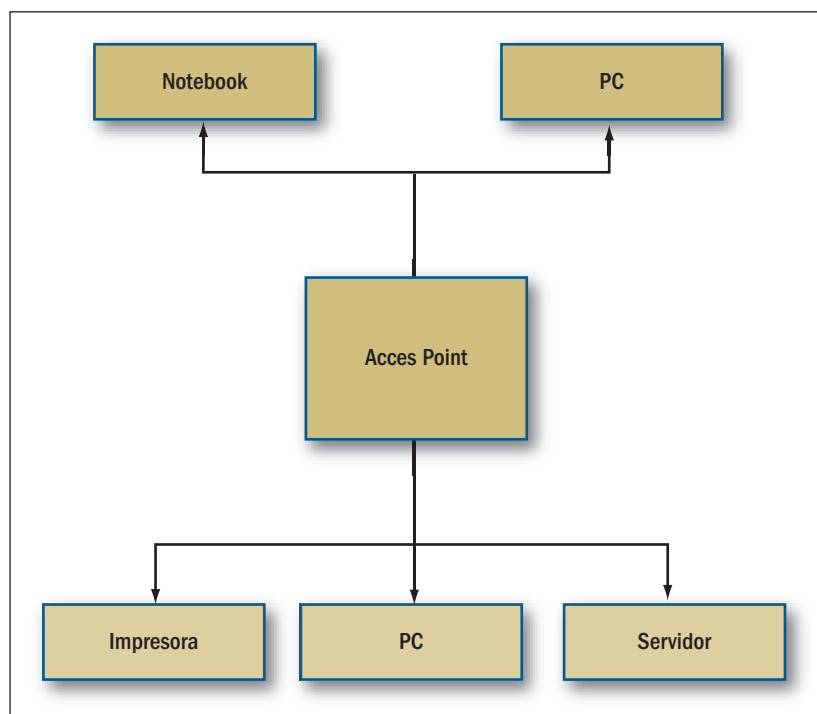 Notebook
PC
Acces Point
Impresora
PC
Servidor